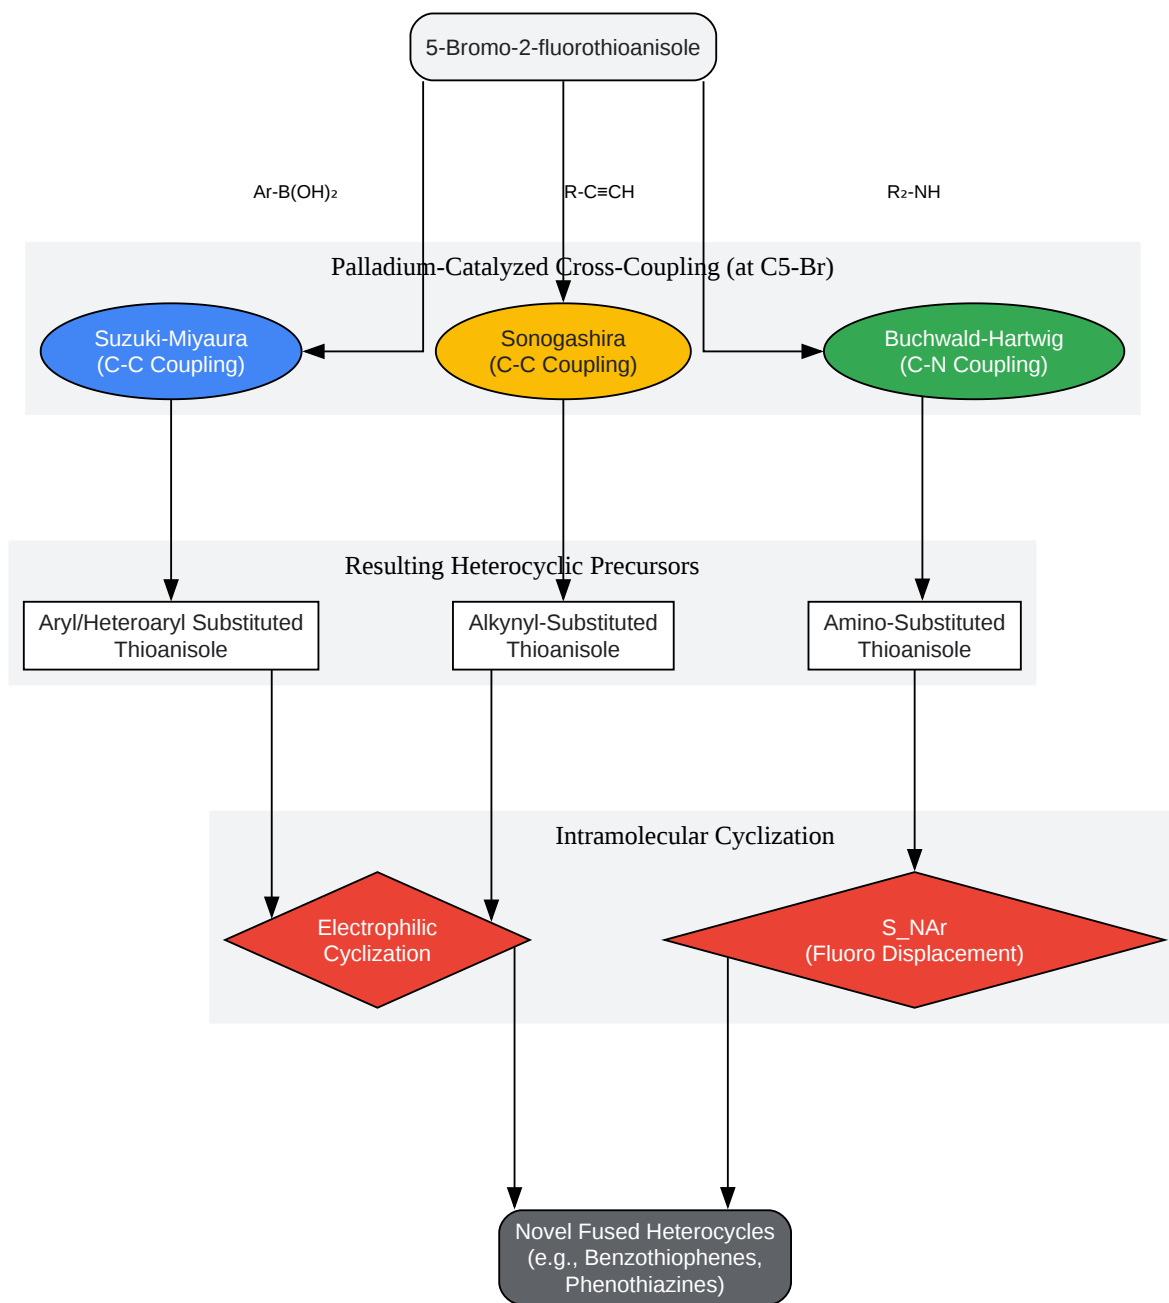 5-Bromo-2-fluorothioanisole
Ar-B(OH)₂
R-C≡CH
R₂-NH
Palladium-Catalyzed Cross-Coupling (at C5-Br)
Suzuki-Miyaura
(C-C Coupling)
Sonogashira
(C-C Coupling)
Buchwald-Hartwig
(C-N Coupling)
Resulting Heterocyclic Precursors
Aryl/Heteroaryl Substituted
Thioanisole
Alkynyl-Substituted
Thioanisole
Amino-Substituted
Thioanisole
Intramolecular Cyclization
Electrophilic
Cyclization
S_NAr
(Fluoro Displacement)
Novel Fused Heterocycles
(e.g., Benzothiophenes,
Phenothiazines)